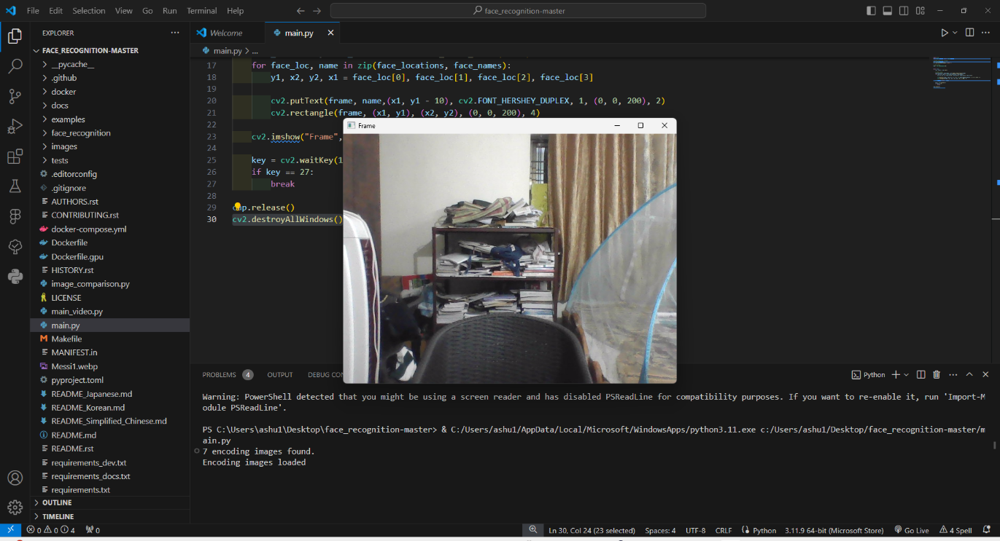 File Edit Selection View Go Run Terminal Help
face_recognition-master
EXPLORER
FACE_RECOGNITION-MASTER
__pycache__
.github
docker
docs
examples
face_recognition
images
tests
.editorconfig
.gitignore
AUTHORS.rst
CONTRIBUTING.rst
docker-compose.yml
Dockerfile
Dockerfile.gpu
HISTORY.rst
image_comparison.py
LICENSE
main_video.py
main.py
Makefile
MANIFEST.in
Messi1.webp
pyproject.toml
README_Japanese.md
README_Korean.md
README_Simplified_Chinese.md
README.md
README.rst
requirements_dev.txt
requirements_docs.txt
requirements.txt
OUTLINE
TIMELINE
Welcome main.py
main.py > ...
17 for face_loc, name in zip(face_locations, face_names):
18 y1, x2, y2, x1 = face_loc[0], face_loc[1], face_loc[2], face_loc[3]
19
20 cv2.putText(frame, name,(x1, y1 - 10), cv2.FONT_HERSHEY_DUPLEX, 1, (0, 0, 200), 2)
21 cv2.rectangle(frame, (x1, y1), (x2, y2), (0, 0, 200), 4)
22
23 cv2.imshow("Frame",
24
25 key = cv2.waitKey(1
26 if key == 27:
27 break
28
29 cap.release()
30 cv2.destroyAllWindows()
Frame
PROBLEMS 4 OUTPUT DEBUG CON
Python
Warning: PowerShell detected that you might be using a screen reader and has disabled PSReadLine for compatibility purposes. If you want to re-enable it, run 'Import-M
odule PSReadLine'.
PS C:\Users\ashu1\Desktop\face_recognition-master> & C:/Users/ashu1/AppData/Local/Microsoft/WindowsApps/python3.11.exe c:/Users/ashu1/Desktop/face_recognition-master/m
ain.py
7 encoding images found.
Encoding images loaded
0 0 4 0 Ln 30, Col 24 (23 selected) Spaces: 4 UTF-8 CRLF Python 3.11.9 64-bit (Microsoft Store) Go Live 4 Spell